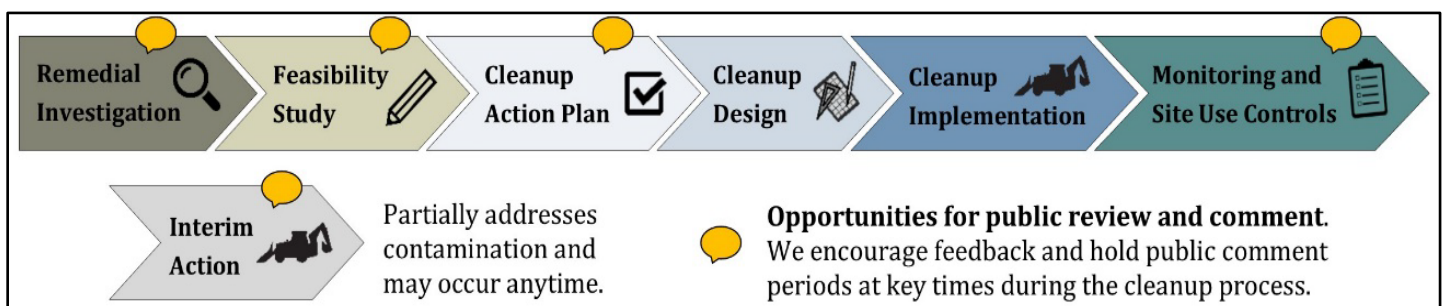 Remedial
Investigation
Feasibility
Study
Cleanup
Action Plan
Cleanup
Design
Cleanup
Implementation
Monitoring and
Site Use Controls
Interim
Action
Partially addresses
contamination and
may occur anytime.
Opportunities for public review and comment.
We encourage feedback and hold public comment
periods at key times during the cleanup process.